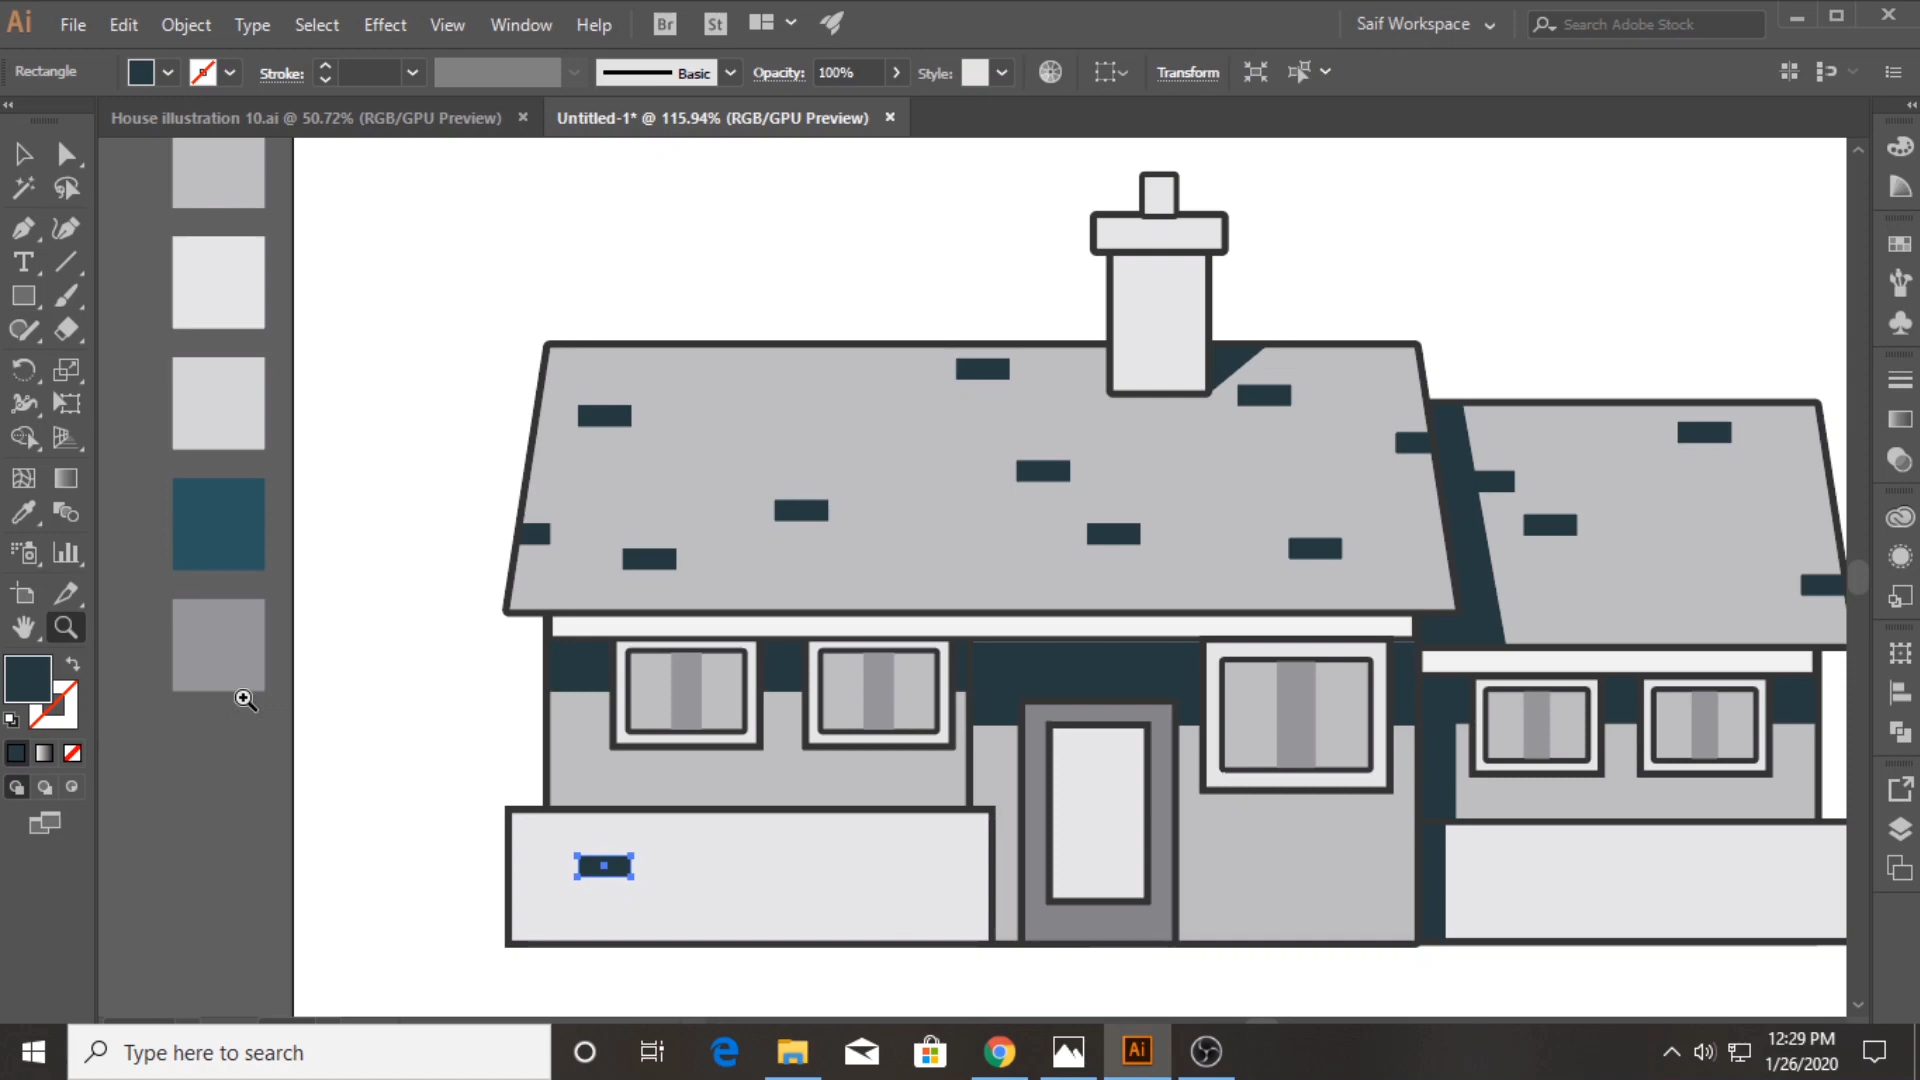 Ai File Edit Object Type Select Effect View Window Help Br St Saif Workspace Search Adobe Stock
Rectangle Stroke: Basic Opacity: 100% Style: Transform
House illustration 10.ai @ 50.72% (RGB/GPU Preview) × Untitled-1* @ 115.94% (RGB/GPU Preview) ×
Type here to search
Ai
12:29 PM
1/26/2020